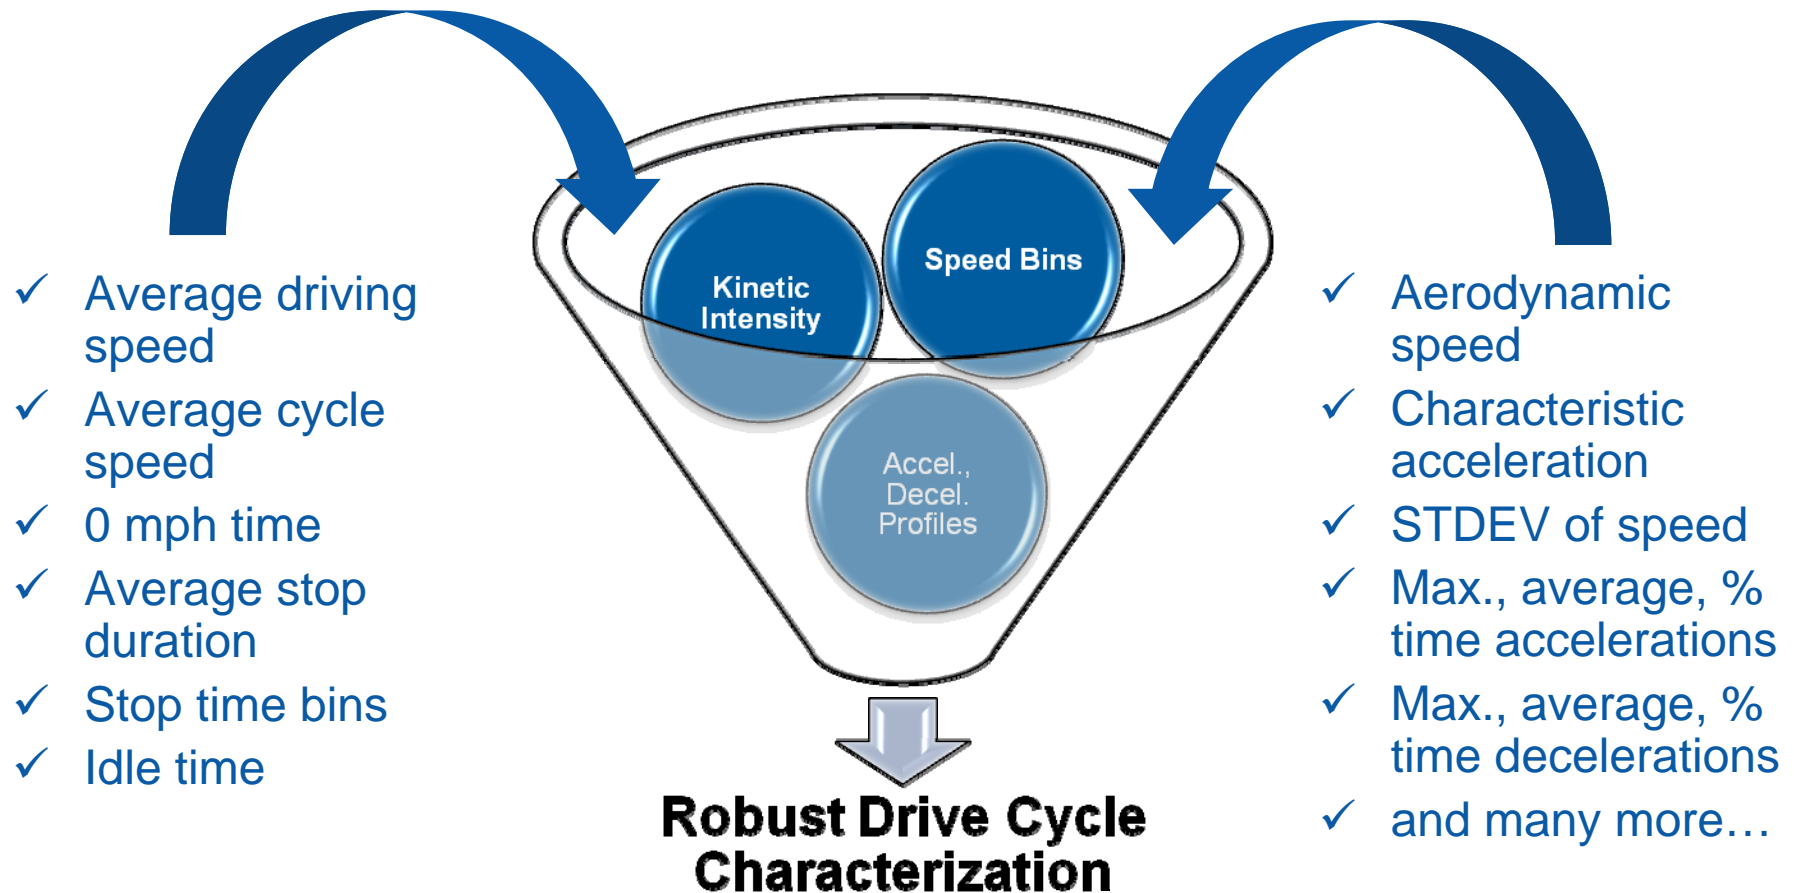 Average driving
speed
Average cycle
speed
0 mph time
Average stop
duration
Stop time bins
Idle time
Kinetic
Intensity
Speed Bins
Accel.,
Decel.
Profiles
Robust Drive Cycle
Characterization
Aerodynamic
speed
Characteristic
acceleration
STDEV of speed
Max., average, %
time accelerations
Max., average, %
time decelerations
and many more…